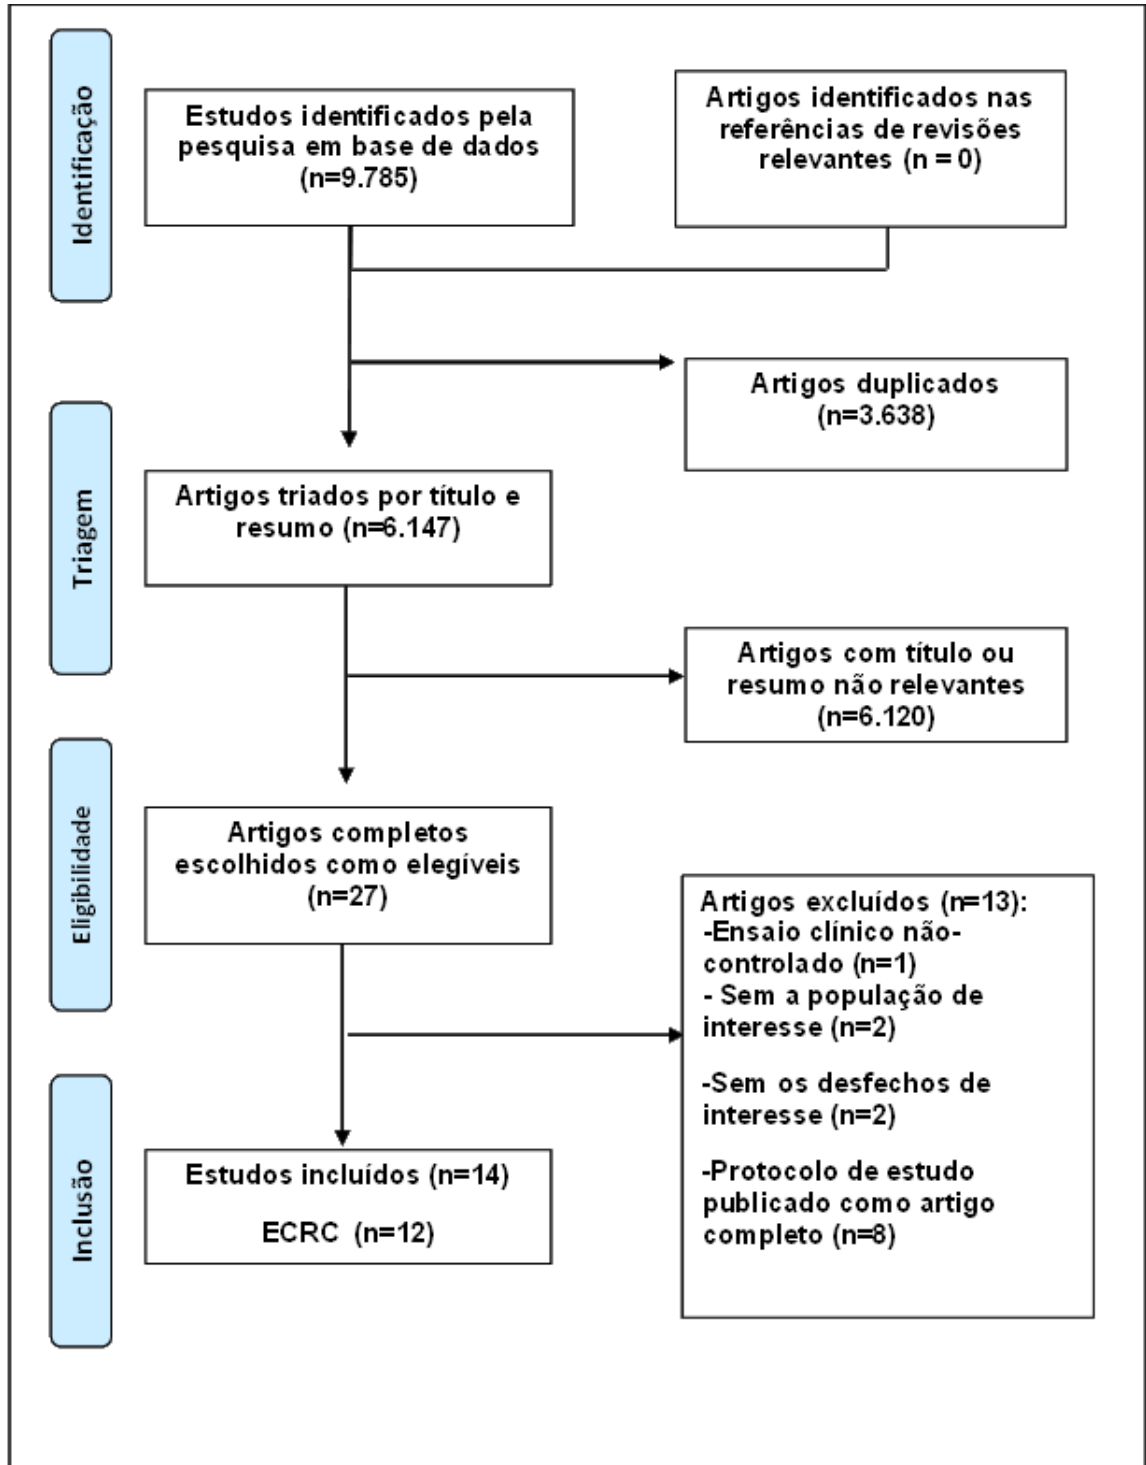 Identificação
Estudos identificados pela
pesquisa em base de dados
(n=9.785)
Artigos identificados nas
referências de revisões
relevantes (n = 0)
Artigos duplicados
(n=3.638)
Triagem
Artigos triados por título e
resumo (n=6.147)
Artigos com título ou
resumo não relevantes
(n=6.120)
Eligibilidade
Artigos completos
escolhidos como elegíveis
(n=27)
Artigos excluídos (n=13):
-Ensaio clínico não-
controlado (n=1)
- Sem a população de
interesse (n=2)
-Sem os desfechos de
interesse (n=2)
-Protocolo de estudo
publicado como artigo
completo (n=8)
Inclusão
Estudos incluídos (n=14)
ECRC (n=12)